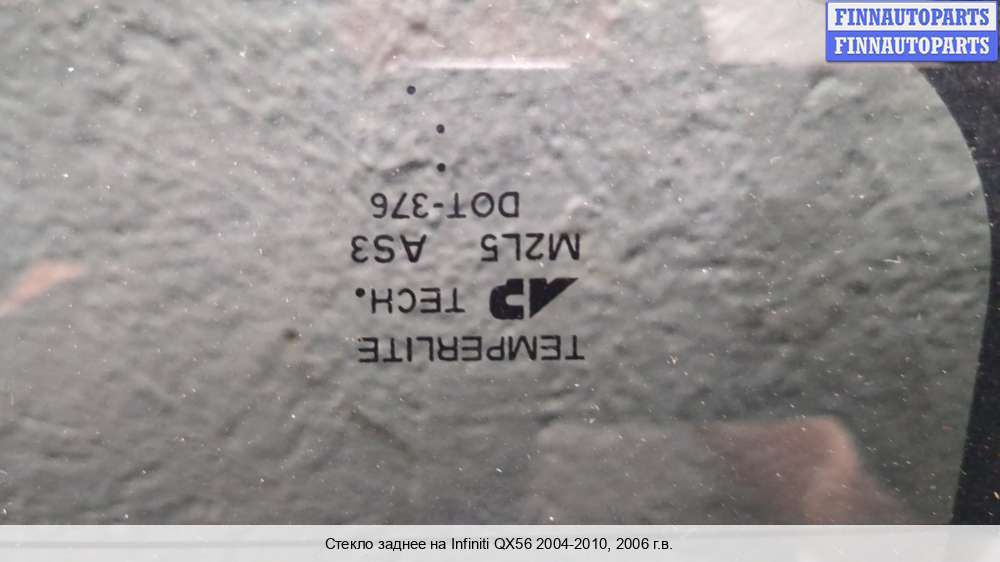 FINNAUTOPARTS
FINNAUTOPARTS
TEMPERLITE
AP TECH.
M2L5 AS3
DOT-376
Стекло заднее на Infiniti QX56 2004-2010, 2006 г.в.